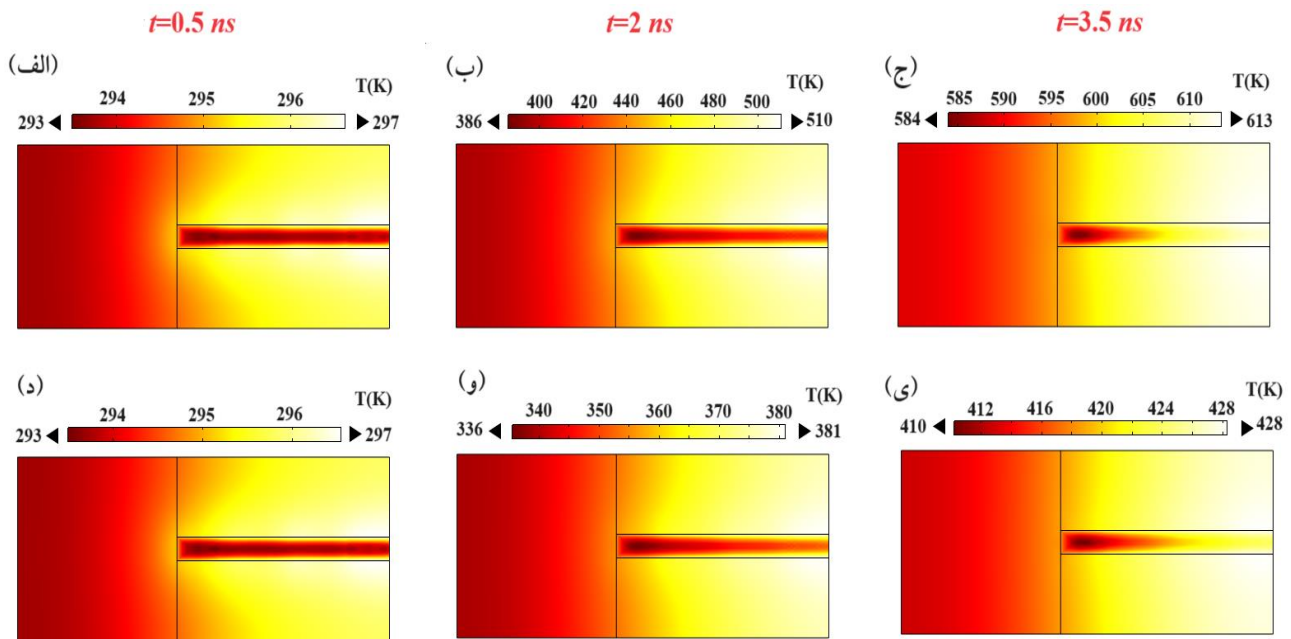 t=0.5 ns
t=2 ns
t=3.5 ns
(الف)
T(K)
294 295 296
293 297
(ب)
T(K)
400 420 440 460 480 500
386 510
(ج)
T(K)
585 590 595 600 605 610
584 613
(د)
T(K)
294 295 296
293 297
(و)
T(K)
340 350 360 370 380
336 381
(ی)
T(K)
412 416 420 424 428
410 428